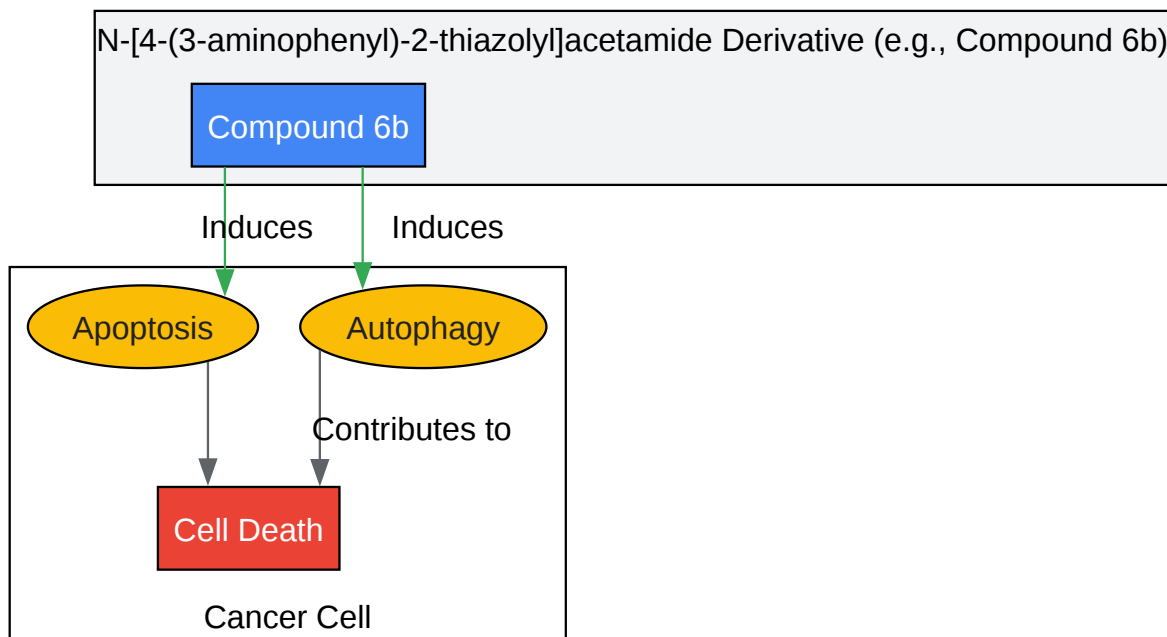 N-[4-(3-aminophenyl)-2-thiazolyl]acetamide Derivative (e.g., Compound 6b)
Compound 6b
Induces
Induces
Apoptosis
Autophagy
Contributes to
Cell Death
Cancer Cell